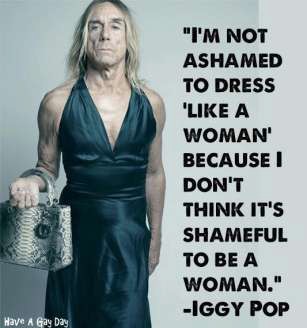 "I'm not
ashamed
to dress
'like a
woman'
because I
don't
think it's
shameful
to be a
woman."
-Iggy Pop
Have A Gay Day